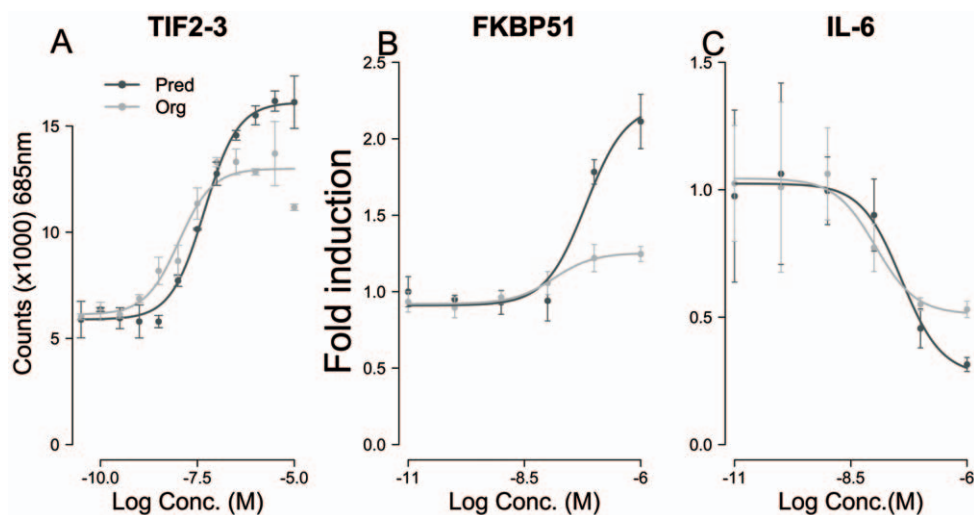 A TIF2-3
Pred
Org
Counts (x1000) 685nm
15
10
5
0
-10.0 -7.5 -5.0
Log Conc. (M)
B FKBP51
Fold induction
2.5
2.0
1.5
1.0
0.5
0.0
-11 -8.5 -6
Log Conc. (M)
C IL-6
1.5
1.0
0.5
0.0
-11 -8.5 -6
Log Conc.(M)